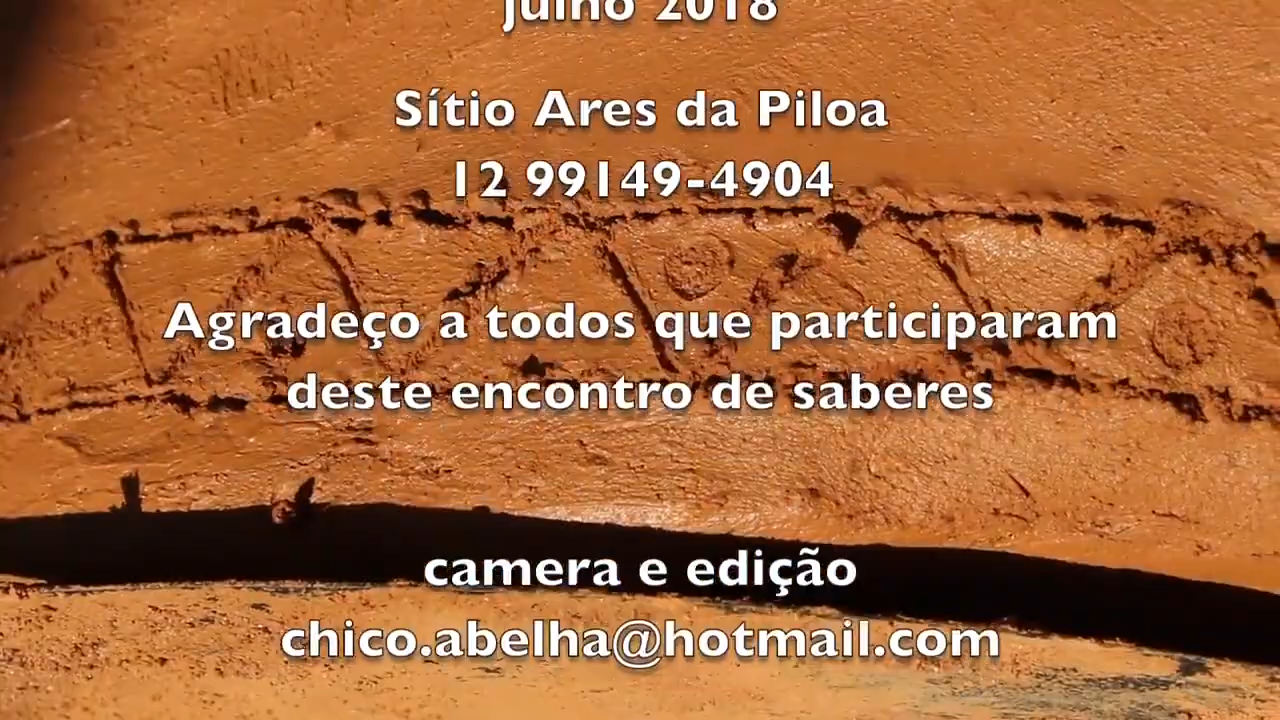 julho 2018
Sítio Ares da Piloa
12 99149-4904
Agradeço a todos que participaram
deste encontro de saberes
camera e edição
chico.abelha@hotmail.com